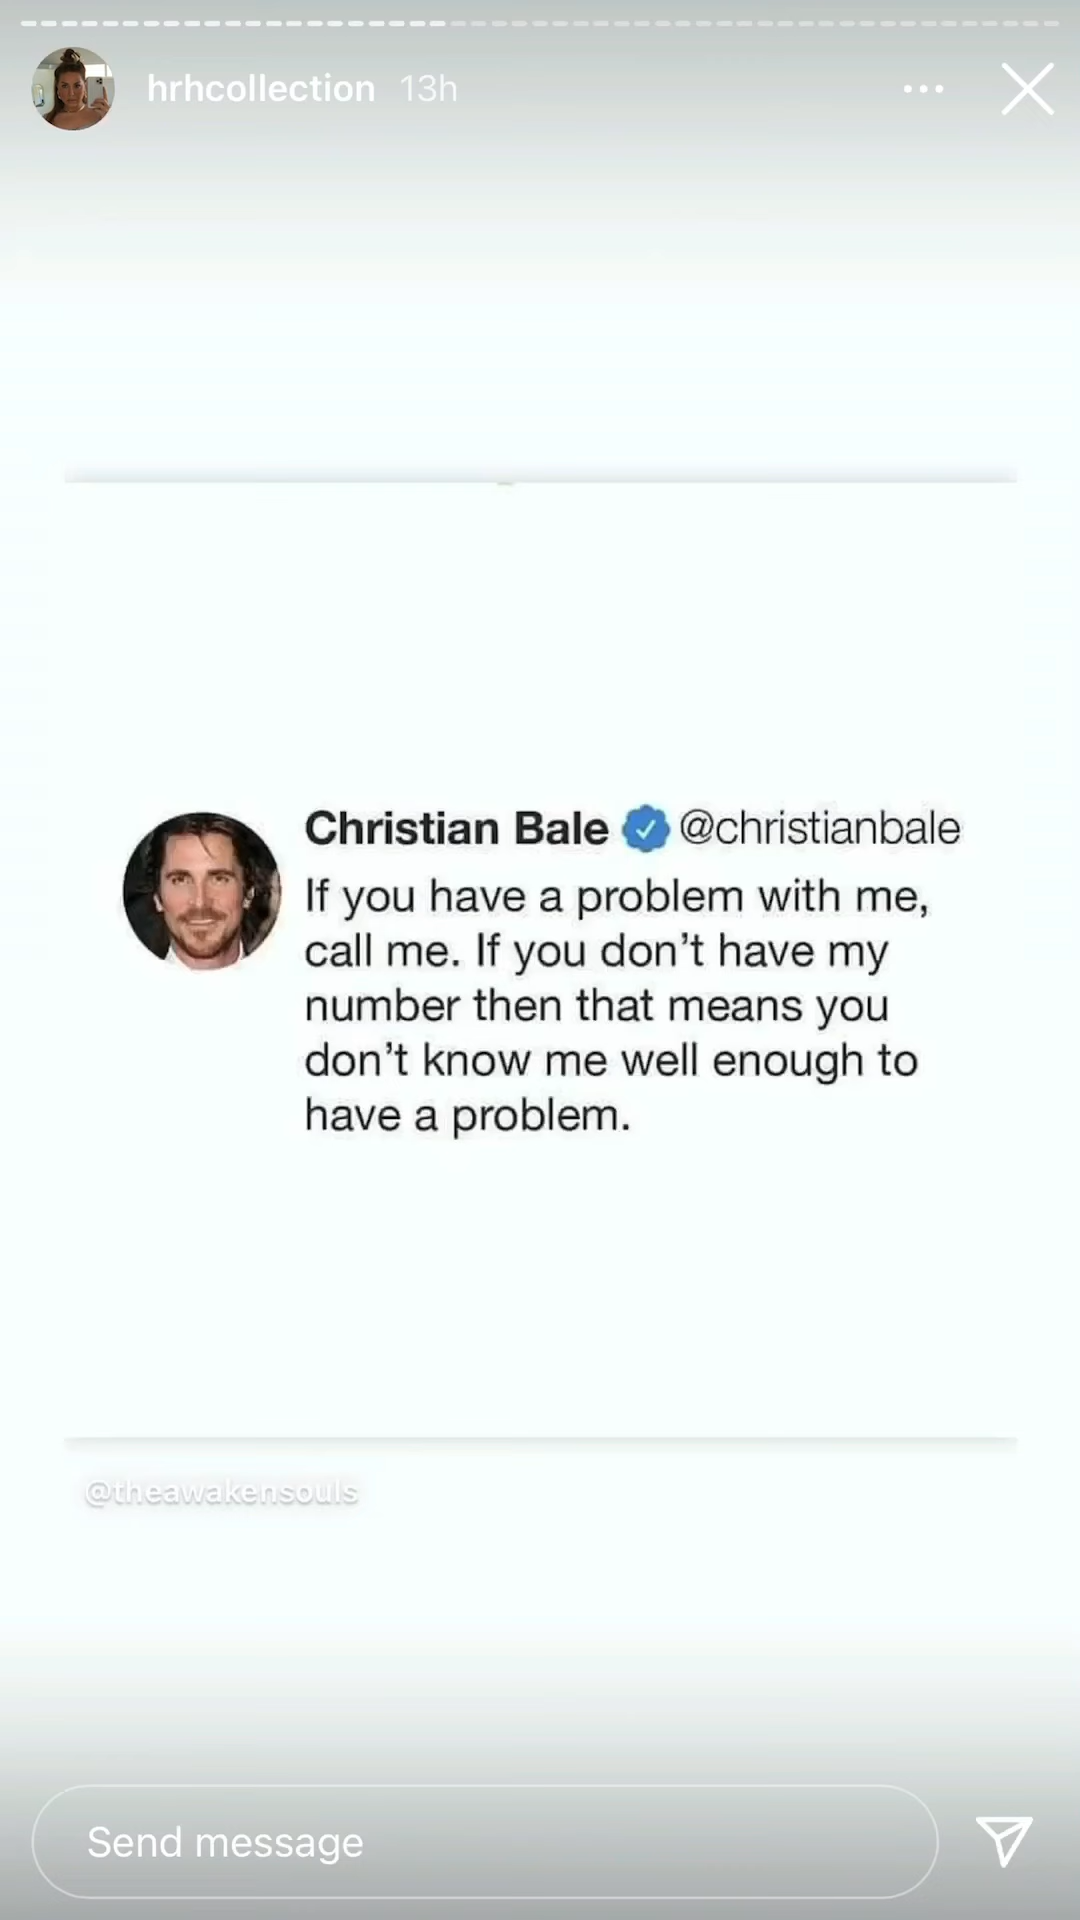 hrhcollection 13h
Christian Bale @christianbale
If you have a problem with me,
call me. If you don’t have my
number then that means you
don’t know me well enough to
have a problem.
@theawakensouls
Send message